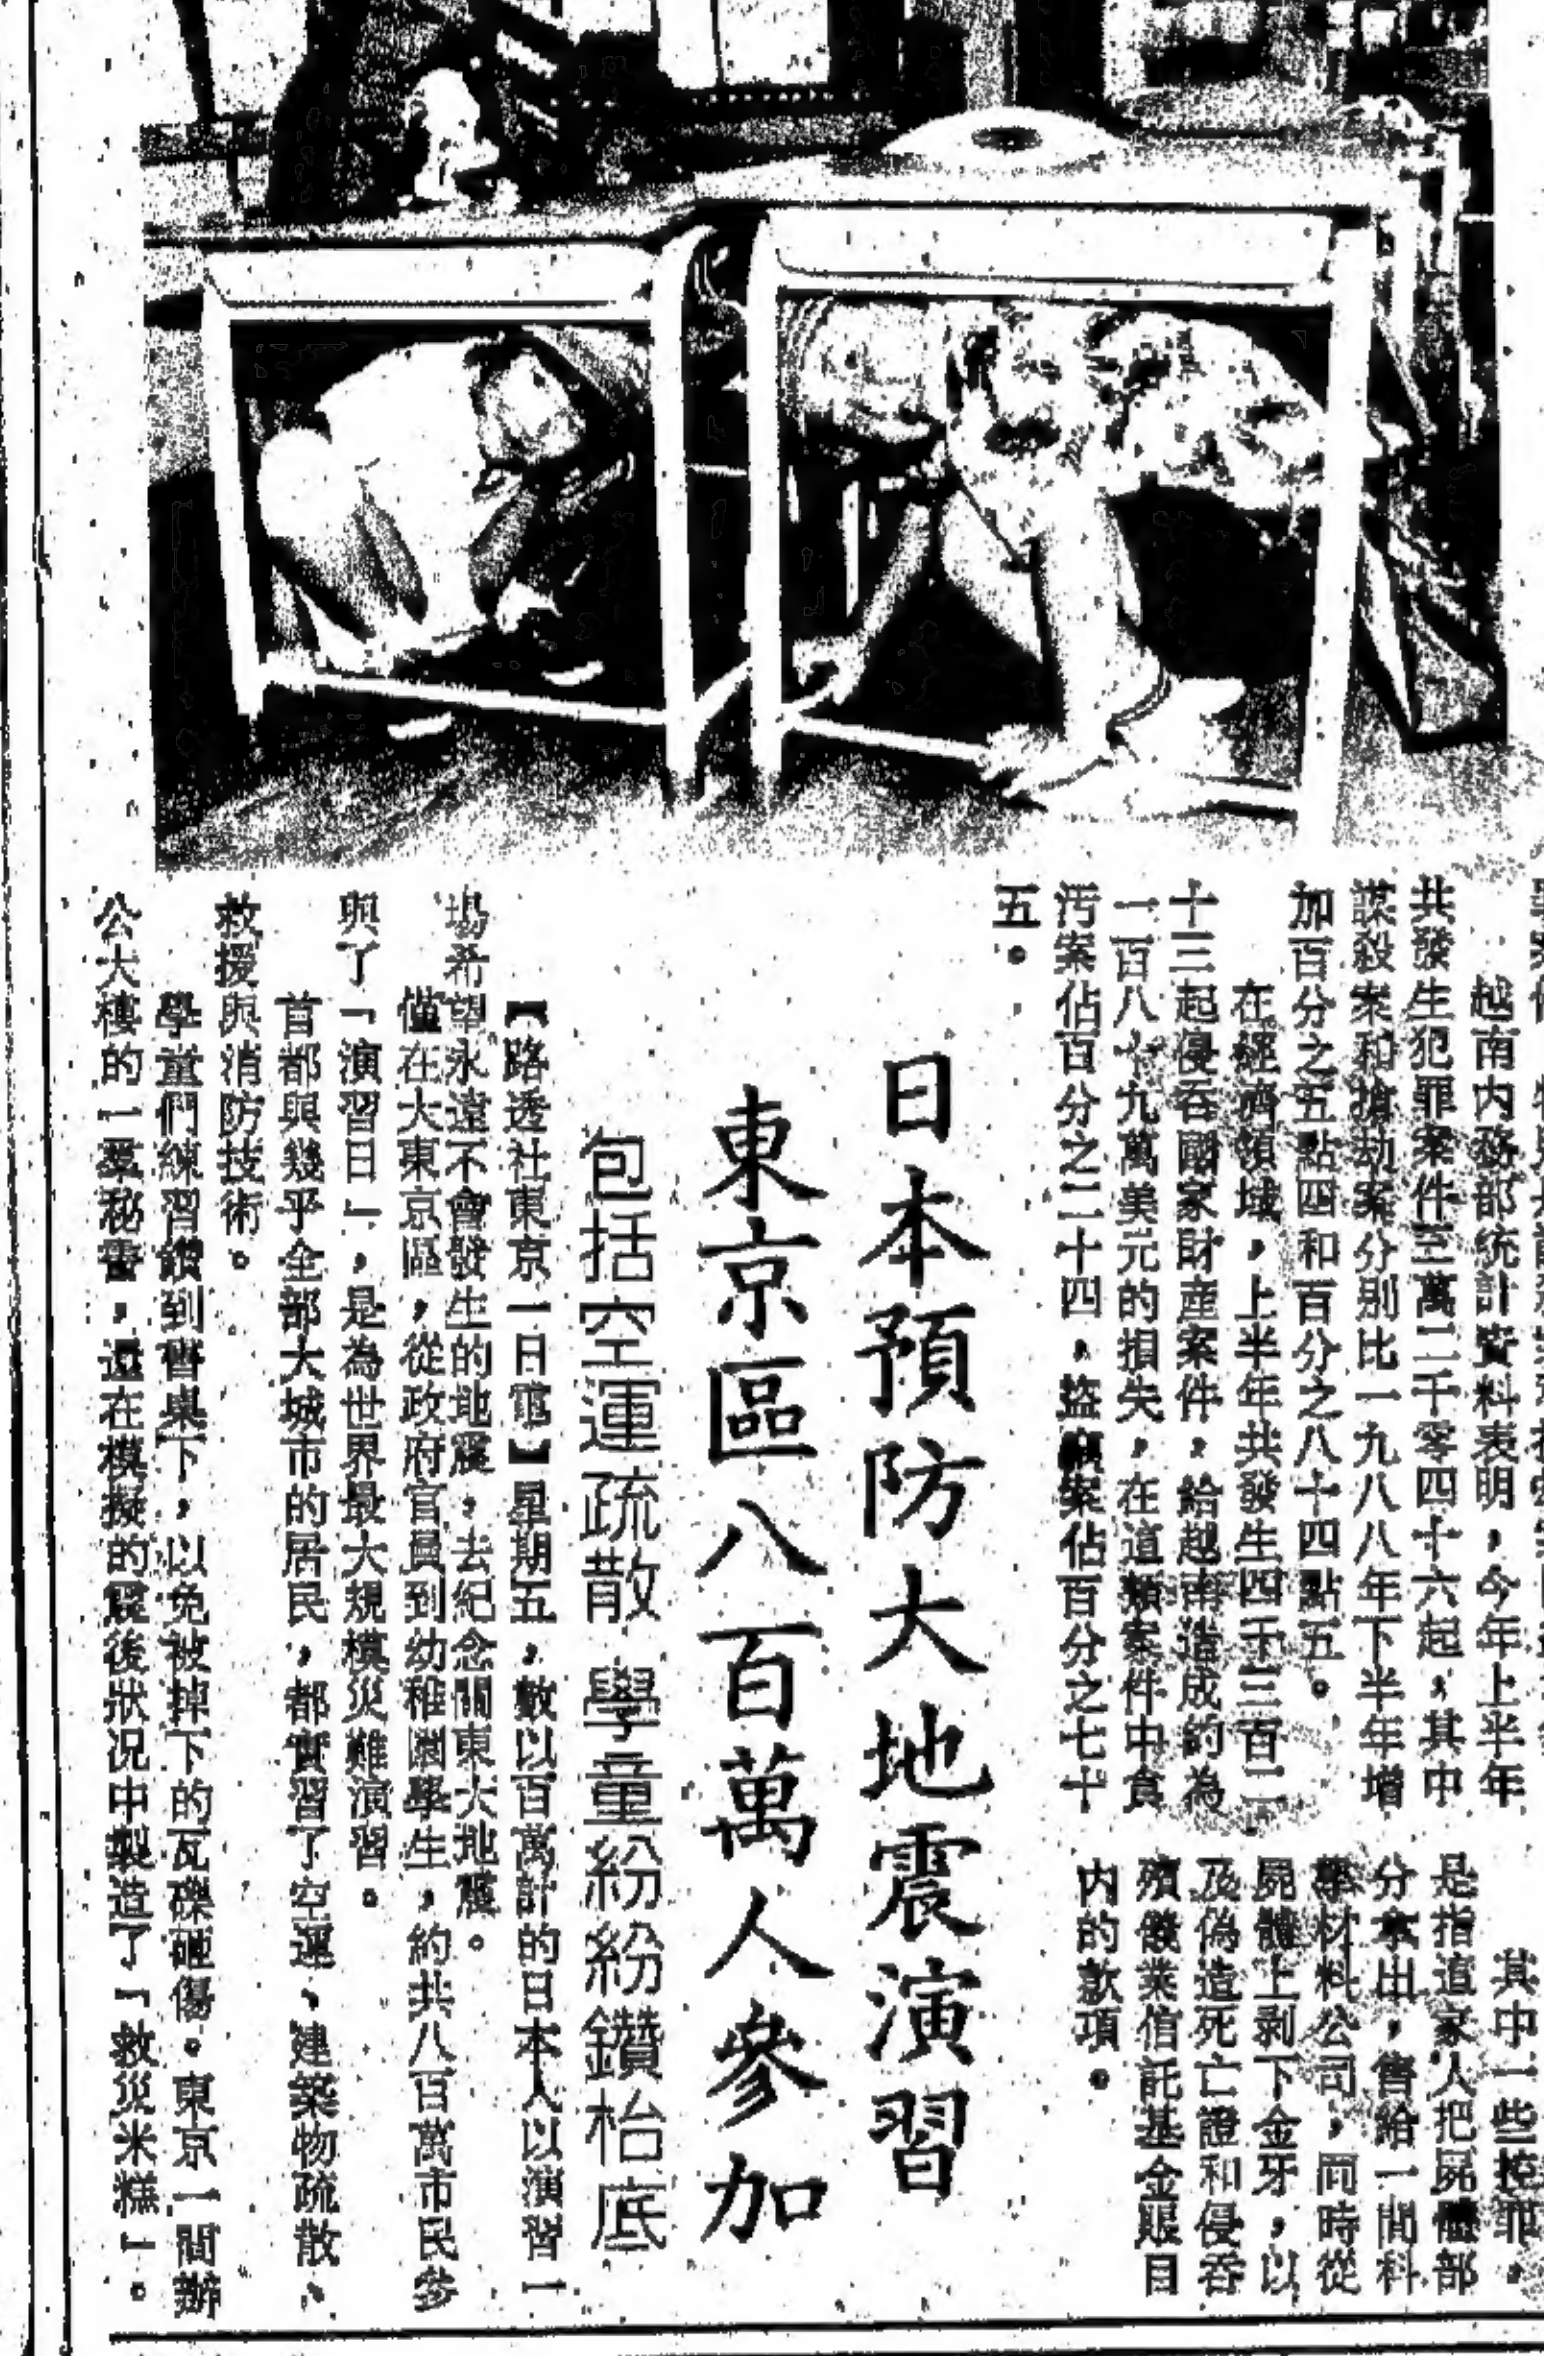 越南內務部統計資料表明，今年上半年
共發生犯罪案件三萬二千零四十六起，其中
謀殺案和搶劫案分別比一九八八年下半年增
加百分之五點四和百分之八十四點五。
在經濟領域，上半年共發生四千三百二
十三起侵吞國家財產案件，給越南造成約為
一百八十九萬美元的損失，在這類案件中貪
污案佔百分之二十四，盜竊案佔百分之七十
五。
其中一些控罪，
是指這家人把屍體部
分拿出，售給一間科
學材料公司，同時從
屍體上剥下金牙，以
及偽造死亡證和侵吞
殯儀業信託基金賬目
内的款項。
日本預防大地震演習
東京區八百萬人參加
包括空運疏散 學童紛紛鑽枱底
【路透社東京一日電】星期五，數以百萬計的日本人以演習一
場希望永遠不會發生的地震，去紀念關東大地震。
僅在大東京區，從政府官員到幼稚園學生，約共八百萬市民參
與了「演習日」，是為世界最大規模災難演習。
首都與幾乎全部大城市的居民，都實習了空運、建築物疏散、
救援與消防技術。
學童們練習鑽到書桌下，以免被掉下的瓦礫砸傷。東京一間辦
公大樓的一羣秘書，還在模擬的震後狀況中製造了「救災米糕」。